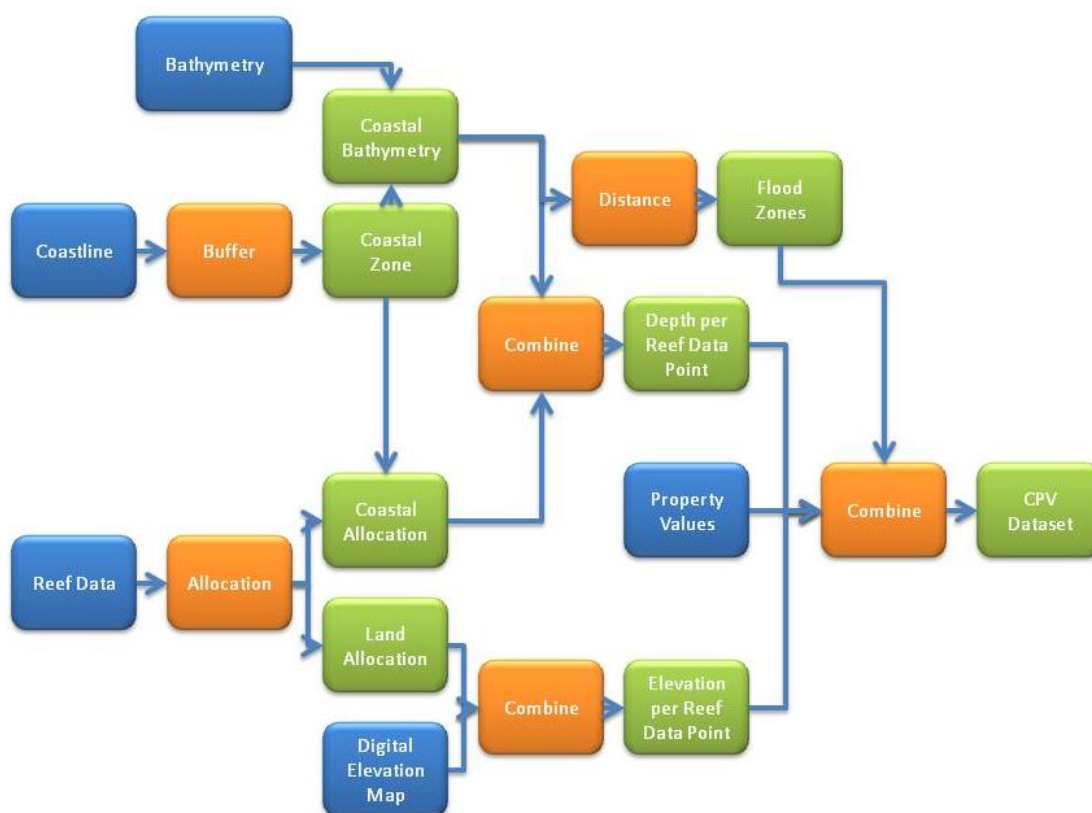 Bathymetry
Coastal
Bathymetry
Distance
Flood
Zones
Coastline
Buffer
Coastal
Zone
Combine
Depth per
Reef Data
Point
Coastal
Allocation
Property
Values
Combine
CPV
Dataset
Reef Data
Allocation
Land
Allocation
Combine
Elevation
per Reef
Data Point
Digital
Elevation
Map